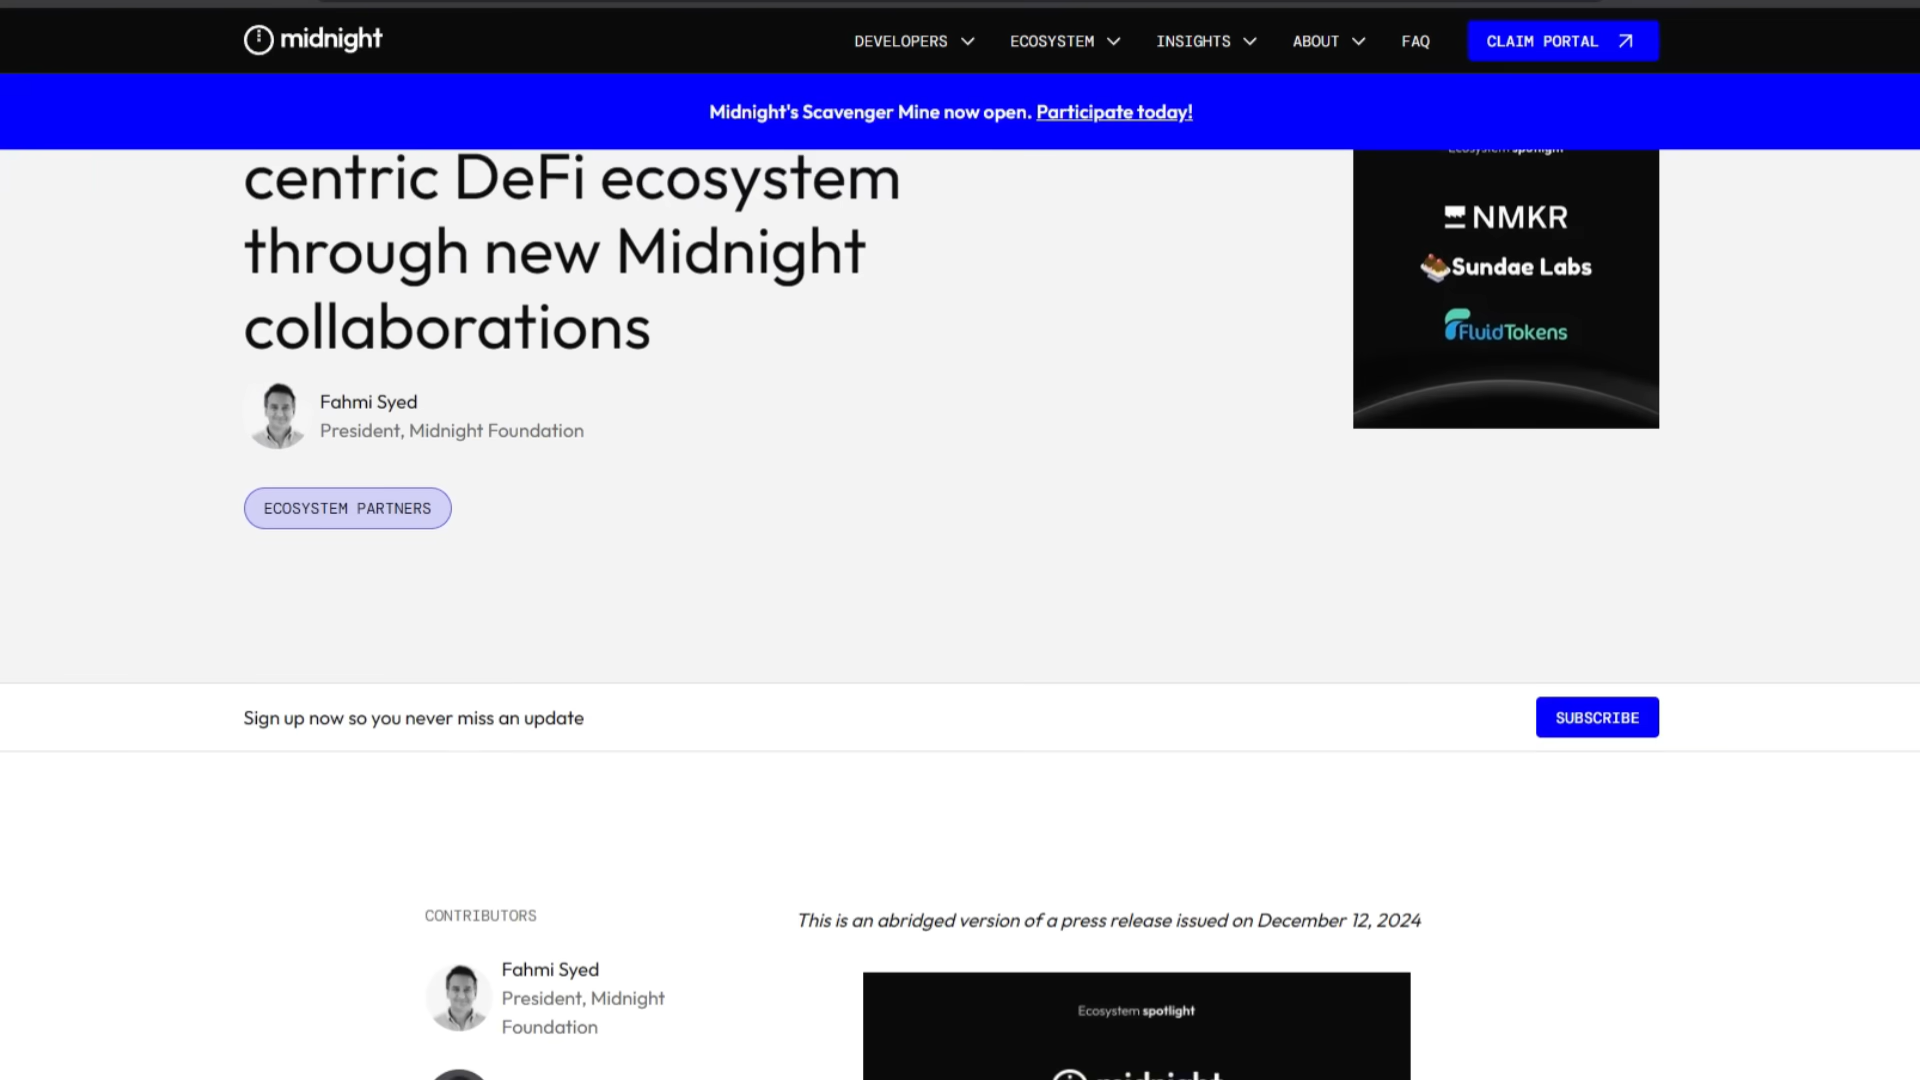 midnight
DEVELOPERS
ECOSYSTEM
INSIGHTS
ABOUT
FAQ
CLAIM PORTAL
Midnight's Scavenger Mine now open. Participate today!
centric DeFi ecosystem
through new Midnight
collaborations
Ecosystem spotlight
NMKR
Sundae Labs
FluidTokens
Fahmi Syed
President, Midnight Foundation
ECOSYSTEM PARTNERS
Sign up now so you never miss an update
SUBSCRIBE
CONTRIBUTORS
Fahmi Syed
President, Midnight
Foundation
This is an abridged version of a press release issued on December 12, 2024
Ecosystem spotlight
midnight